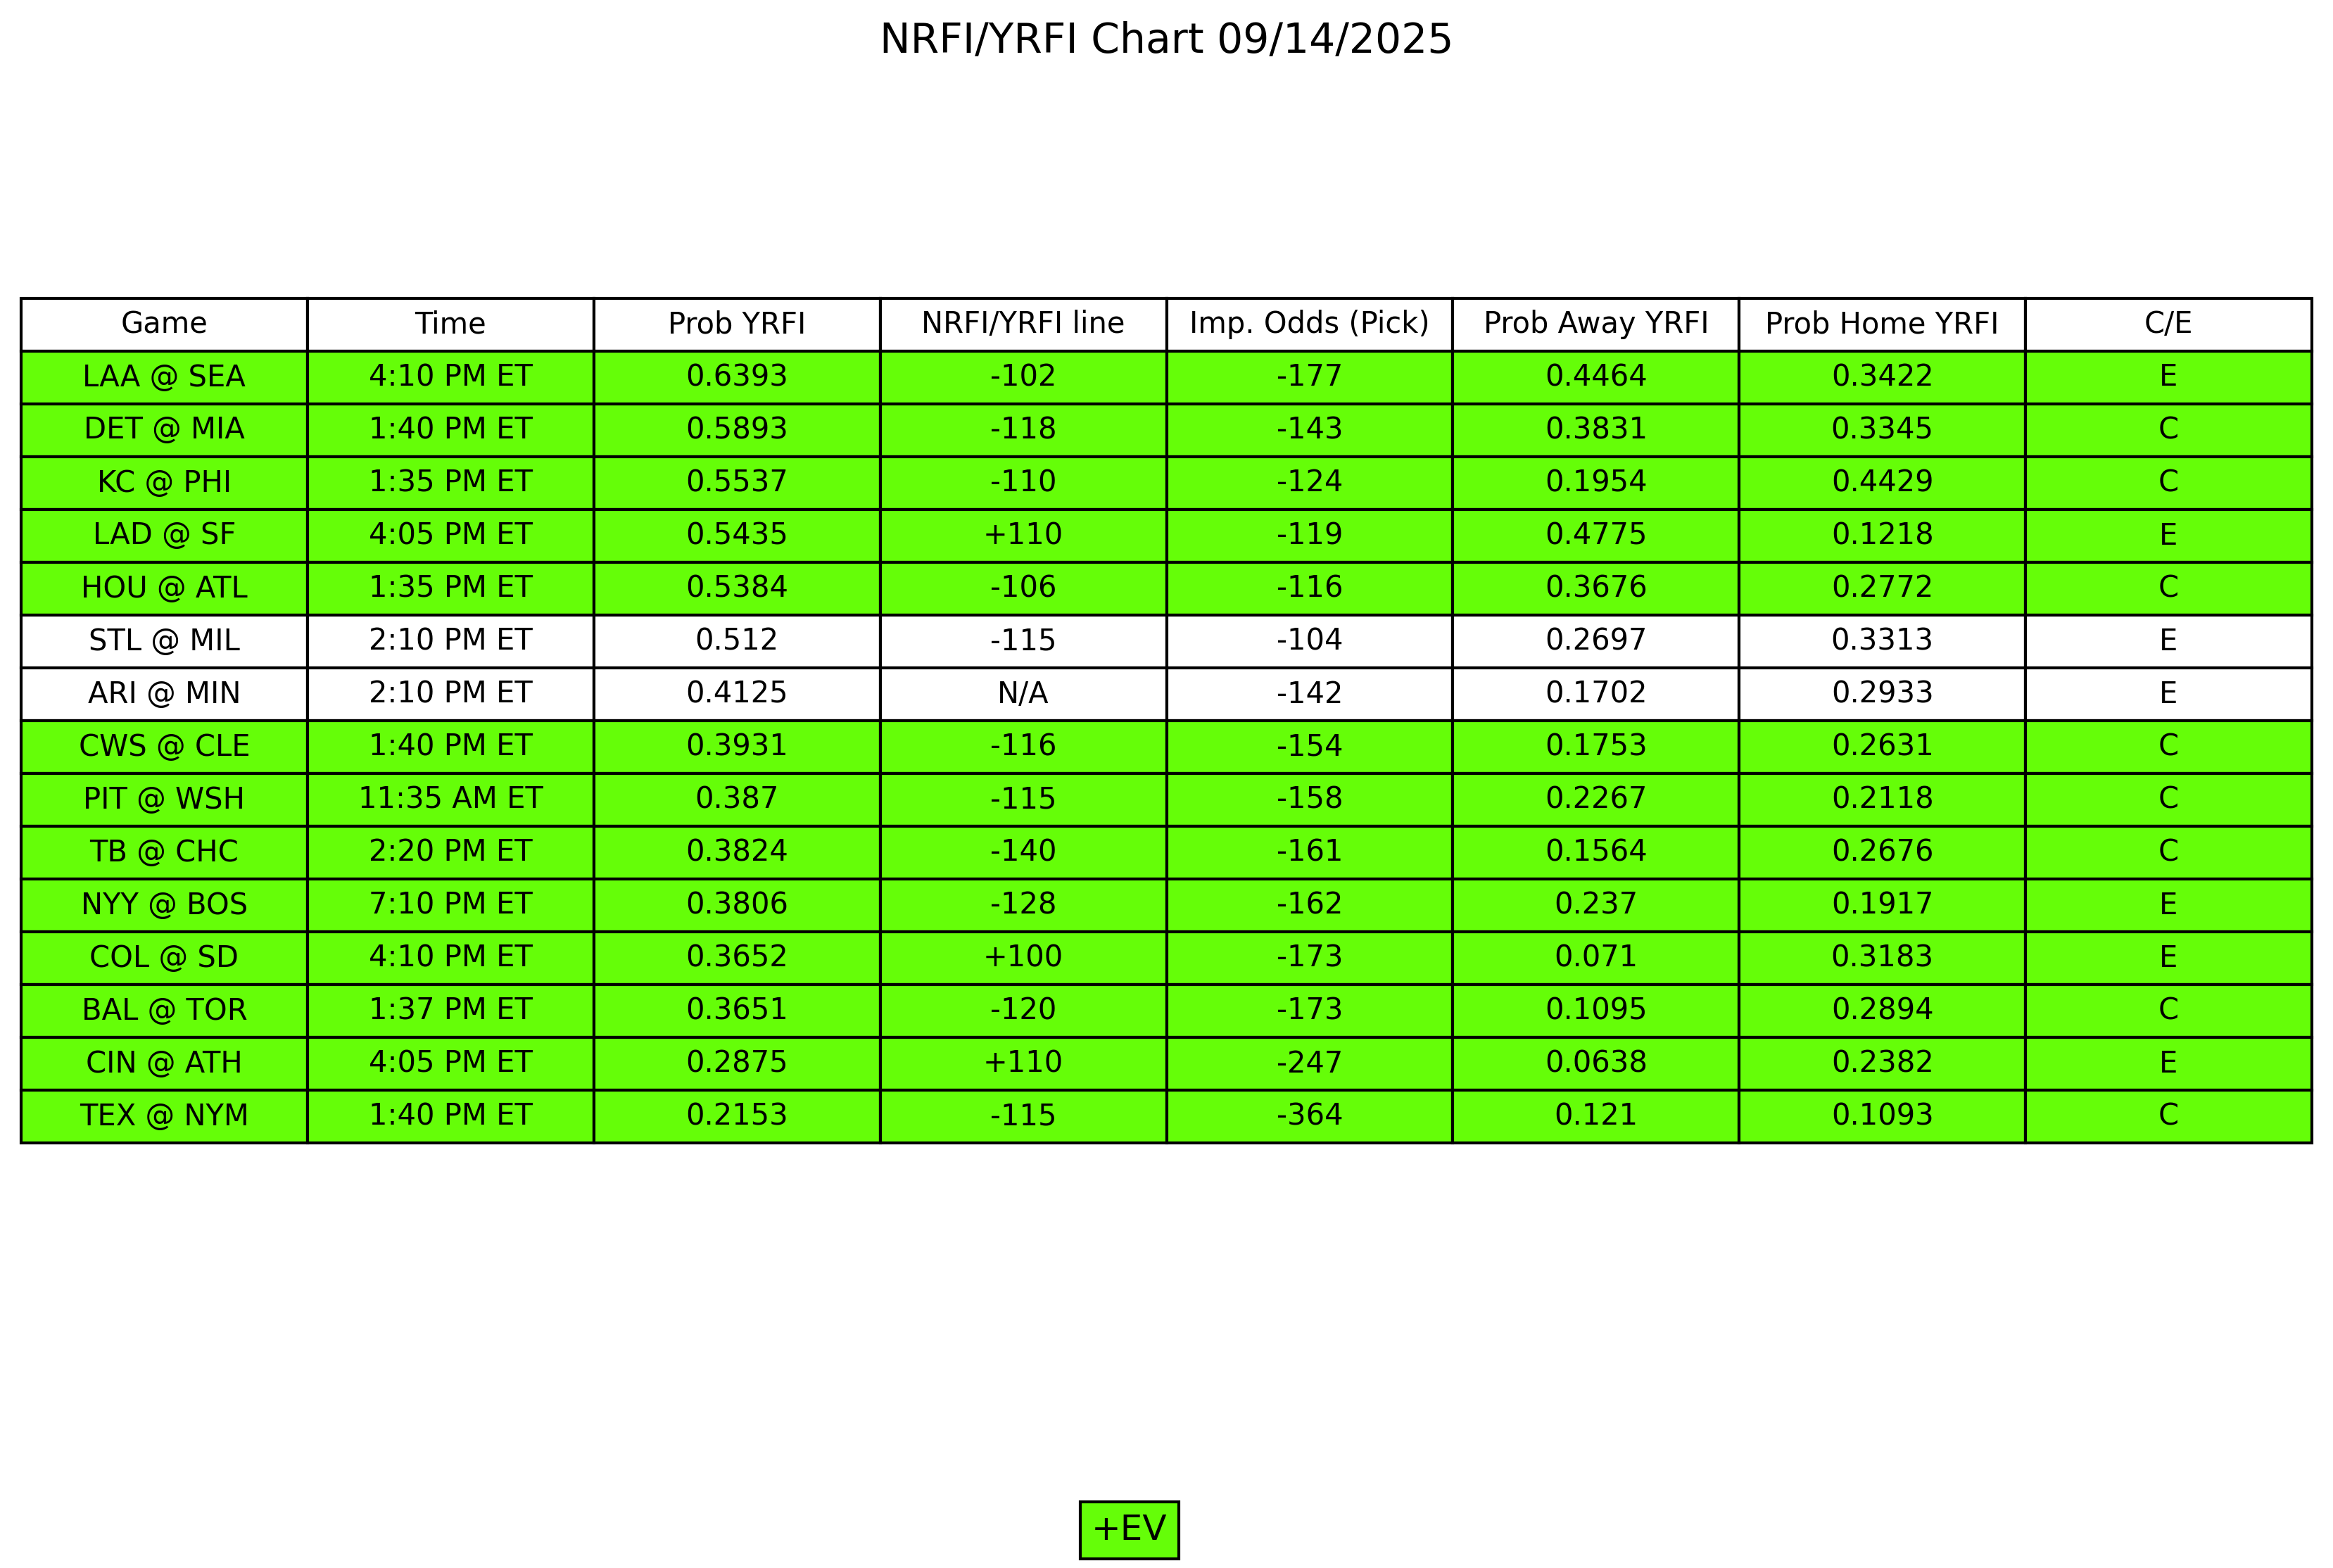 NRFI/YRFI Chart 09/14/2025
Game Time Prob YRFI NRFI/YRFI line Imp. Odds (Pick) Prob Away YRFI Prob Home YRFI C/E
LAA @ SEA 4:10 PM ET 0.6393 -102 -177 0.4464 0.3422 E
DET @ MIA 1:40 PM ET 0.5893 -118 -143 0.3831 0.3345 C
KC @ PHI 1:35 PM ET 0.5537 -110 -124 0.1954 0.4429 C
LAD @ SF 4:05 PM ET 0.5435 +110 -119 0.4775 0.1218 E
HOU @ ATL 1:35 PM ET 0.5384 -106 -116 0.3676 0.2772 C
STL @ MIL 2:10 PM ET 0.512 -115 -104 0.2697 0.3313 E
ARI @ MIN 2:10 PM ET 0.4125 N/A -142 0.1702 0.2933 E
CWS @ CLE 1:40 PM ET 0.3931 -116 -154 0.1753 0.2631 C
PIT @ WSH 11:35 AM ET 0.387 -115 -158 0.2267 0.2118 C
TB @ CHC 2:20 PM ET 0.3824 -140 -161 0.1564 0.2676 C
NYY @ BOS 7:10 PM ET 0.3806 -128 -162 0.237 0.1917 E
COL @ SD 4:10 PM ET 0.3652 +100 -173 0.071 0.3183 E
BAL @ TOR 1:37 PM ET 0.3651 -120 -173 0.1095 0.2894 C
CIN @ ATH 4:05 PM ET 0.2875 +110 -247 0.0638 0.2382 E
TEX @ NYM 1:40 PM ET 0.2153 -115 -364 0.121 0.1093 C
+EV